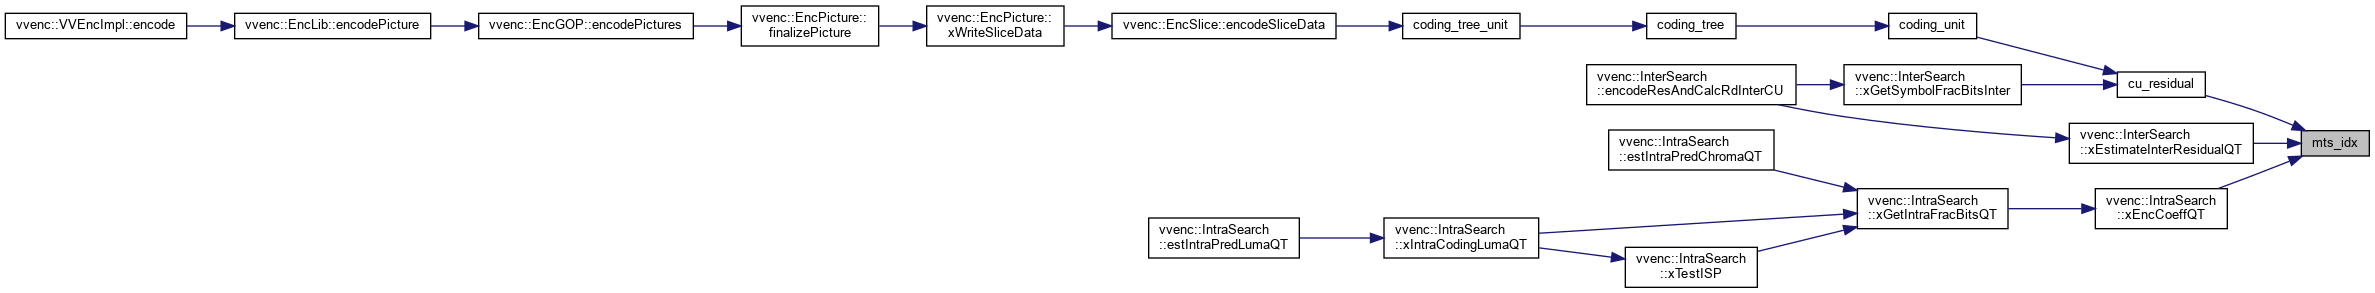 vvenc::VVEncImpl::encode
vvenc::EncLib::encodePicture
vvenc::EncGOP::encodePictures
vvenc::EncPicture::
finalizePicture
vvenc::EncPicture::
xWriteSliceData
vvenc::EncSlice::encodeSliceData
coding_tree_unit
coding_tree
coding_unit
vvenc::InterSearch
::encodeResAndCalcRdInterCU
vvenc::InterSearch
::xGetSymbolFracBitsInter
cu_residual
vvenc::InterSearch
::xEstimateInterResidualQT
mts_idx
vvenc::IntraSearch
::estIntraPredChromaQT
vvenc::IntraSearch
::xGetIntraFracBitsQT
vvenc::IntraSearch
::xEncCoeffQT
vvenc::IntraSearch
::estIntraPredLumaQT
vvenc::IntraSearch
::xIntraCodingLumaQT
vvenc::IntraSearch
::xTestISP